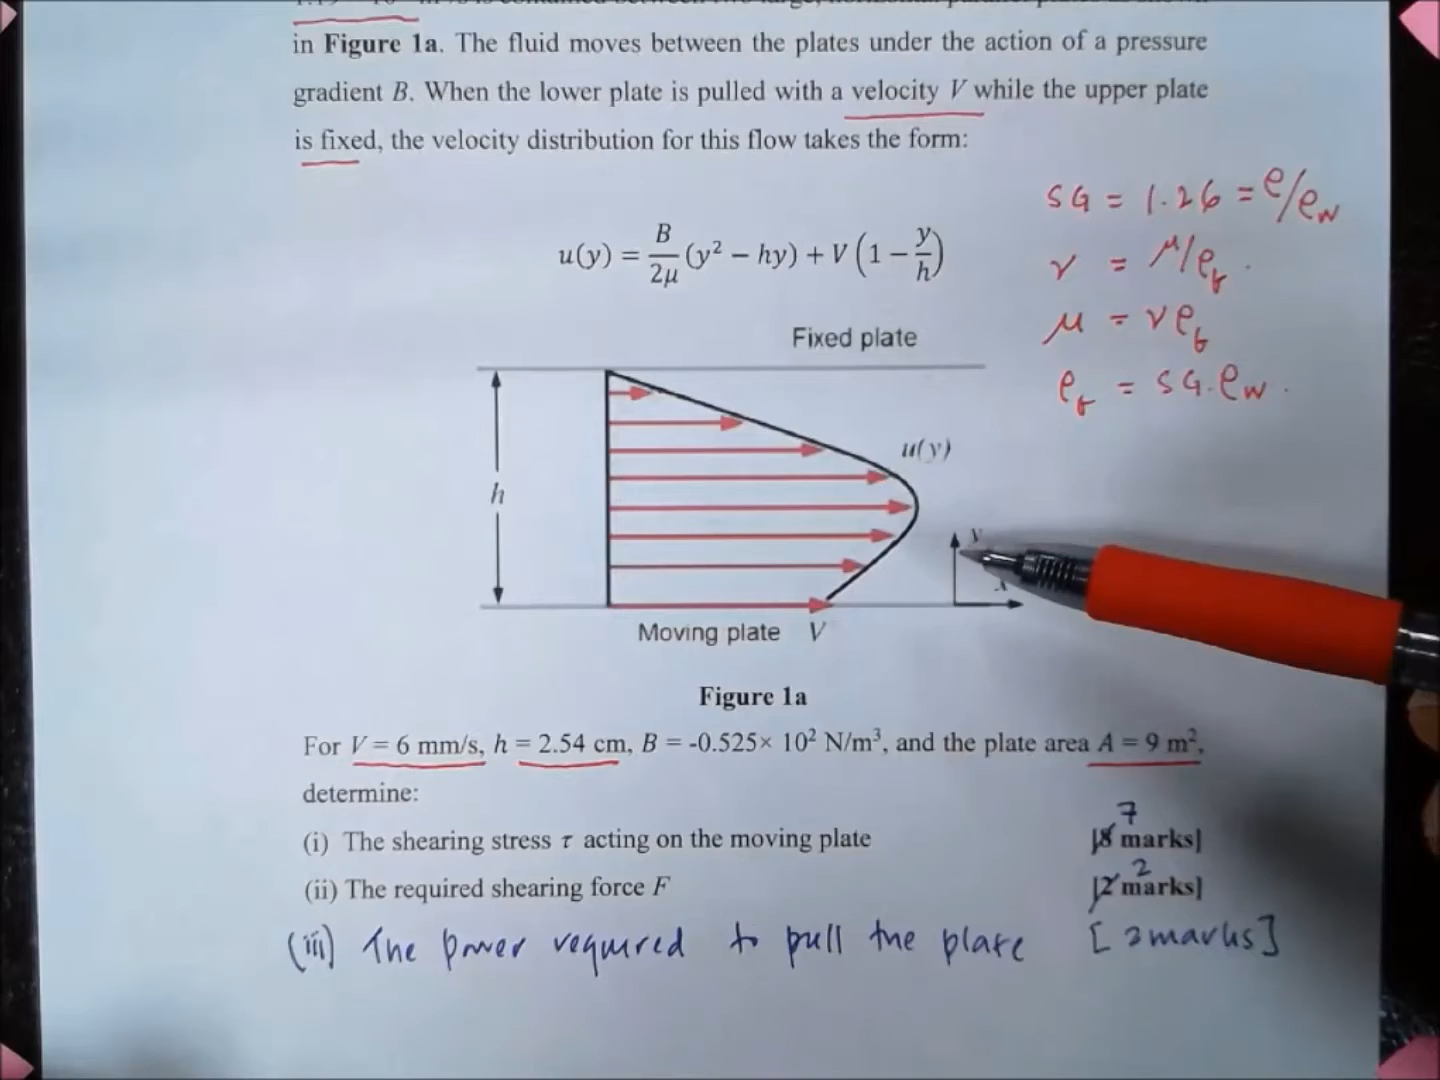 in Figure 1a. The fluid moves between the plates under the action of a pressure
gradient B. When the lower plate is pulled with a velocity V while the upper plate
is fixed, the velocity distribution for this flow takes the form:
u(y) = B/2μ (y² − hy) + V (1 − y/h)
SG = 1.26 = ρ/ρw
ν = μ/ρf .
μ = νρf
ρf = SG.ρw .
Fixed plate
u(y)
h
y
Moving plate V
Figure 1a
For V = 6 mm/s, h = 2.54 cm, B = -0.525× 10² N/m³, and the plate area A = 9 m²,
determine:
7
(i) The shearing stress τ acting on the moving plate [8 marks]
2
(ii) The required shearing force F [2 marks]
(iii) The power required to pull the plate [2 marks]